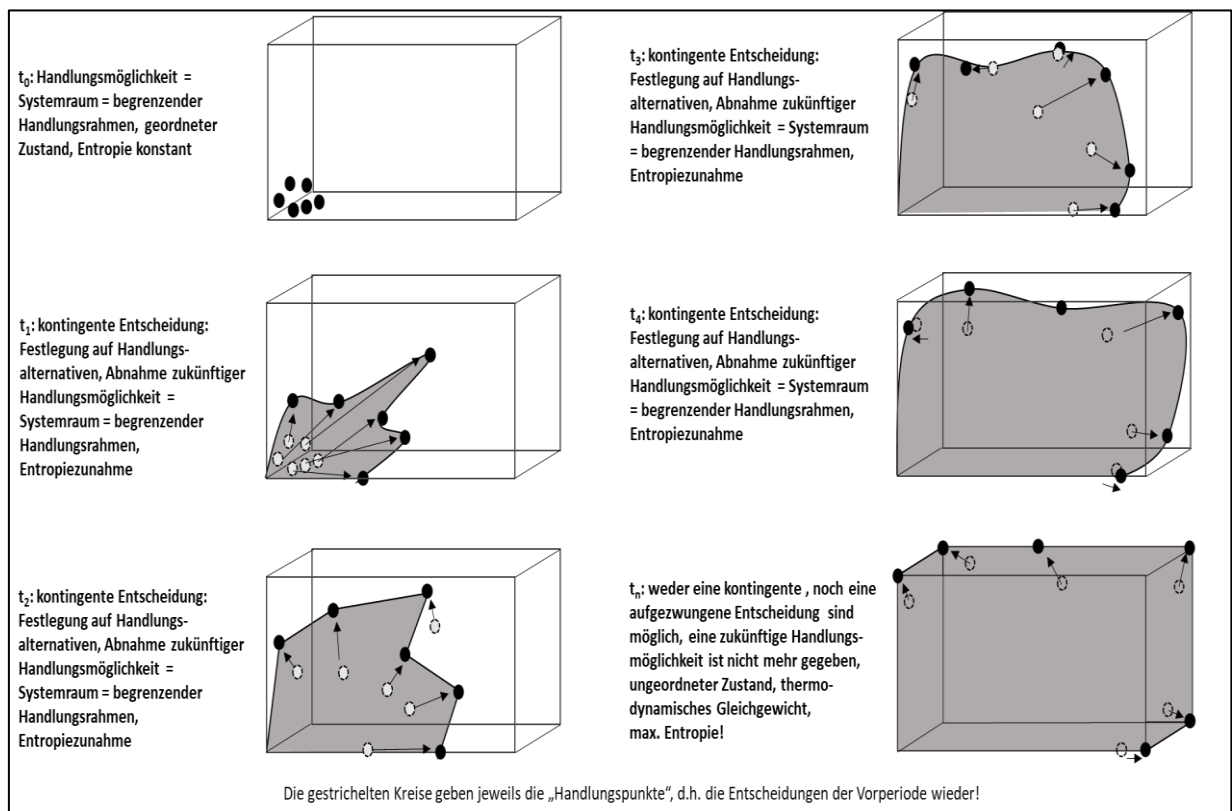 t0: Handlungsmöglichkeit =
Systemraum = begrenzender
Handlungsrahmen, geordneter
Zustand, Entropie konstant
t1: kontingente Entscheidung:
Festlegung auf Handlungs-
alternativen, Abnahme zukünftiger
Handlungsmöglichkeit =
Systemraum = begrenzender
Handlungsrahmen,
Entropiezunahme
t2: kontingente Entscheidung:
Festlegung auf Handlungs-
alternativen, Abnahme zukünftiger
Handlungsmöglichkeit =
Systemraum = begrenzender
Handlungsrahmen,
Entropiezunahme
t3: kontingente Entscheidung:
Festlegung auf Handlungs-
alternativen, Abnahme zukünftiger
Handlungsmöglichkeit = Systemraum
= begrenzender Handlungsrahmen,
Entropiezunahme
t4: kontingente Entscheidung:
Festlegung auf Handlungs-
alternativen, Abnahme zukünftiger
Handlungsmöglichkeit = Systemraum
= begrenzender Handlungsrahmen,
Entropiezunahme
tn: weder eine kontingente , noch eine
aufgezwungene Entscheidung sind
möglich, eine zukünftige Handlungs-
möglichkeit ist nicht mehr gegeben,
ungeordneter Zustand, thermo-
dynamisches Gleichgewicht,
max. Entropie!
Die gestrichelten Kreise geben jeweils die „Handlungspunkte“, d.h. die Entscheidungen der Vorperiode wieder!